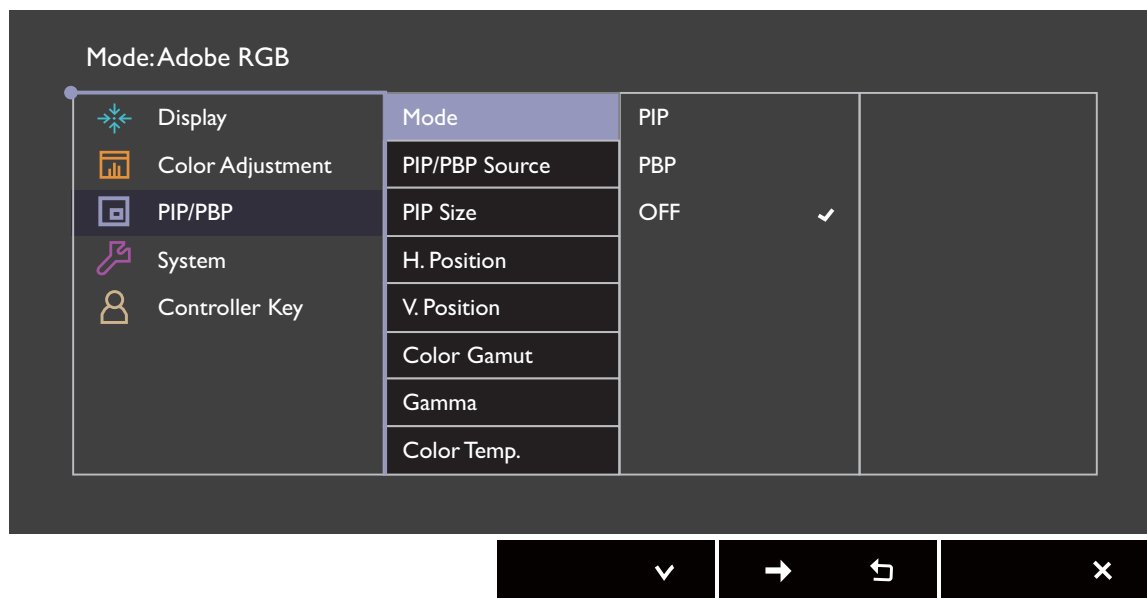 Mode: Adobe RGB
Display
Color Adjustment
PIP/PBP
System
Controller Key
Mode
PIP/PBP Source
PIP Size
H. Position
V. Position
Color Gamut
Gamma
Color Temp.
PIP
PBP
OFF